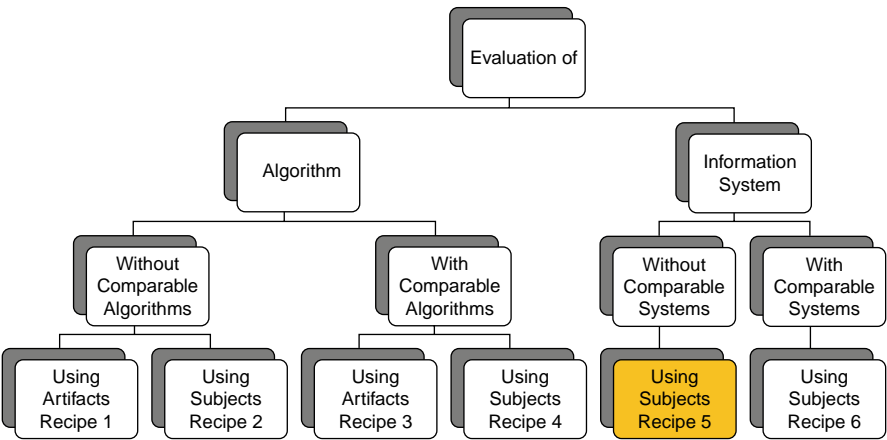 Evaluation of
Algorithm
Information
System
Without
Comparable
Algorithms
With
Comparable
Algorithms
Without
Comparable
Systems
With
Comparable
Systems
Using
Artifacts
Recipe 1
Using
Subjects
Recipe 2
Using
Artifacts
Recipe 3
Using
Subjects
Recipe 4
Using
Subjects
Recipe 5
Using
Subjects
Recipe 6